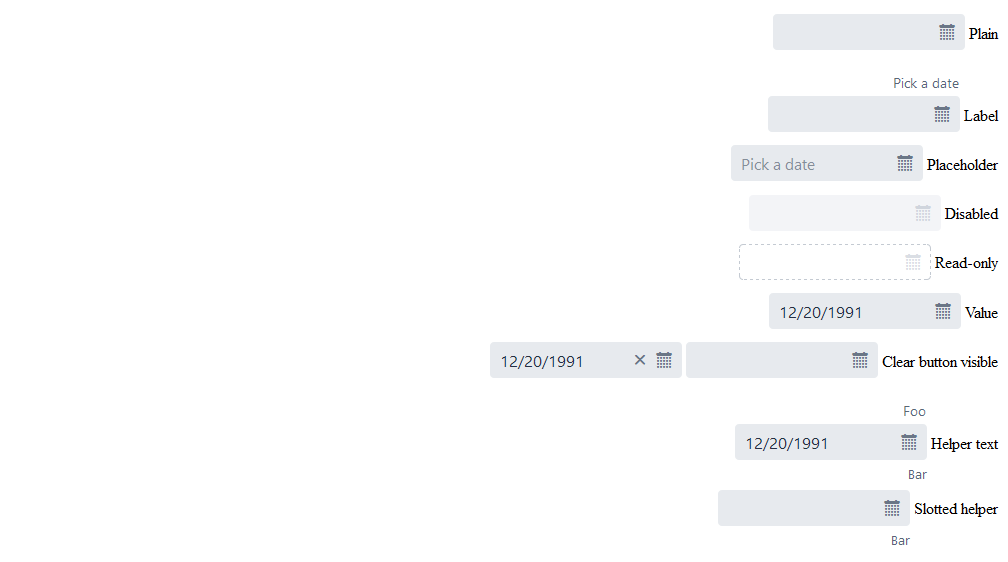 Plain
Pick a date
Label
Pick a date Placeholder
Disabled
Read-only
12/20/1991 Value
12/20/1991 Clear button visible
Foo
12/20/1991 Helper text
Bar
Slotted helper
Bar